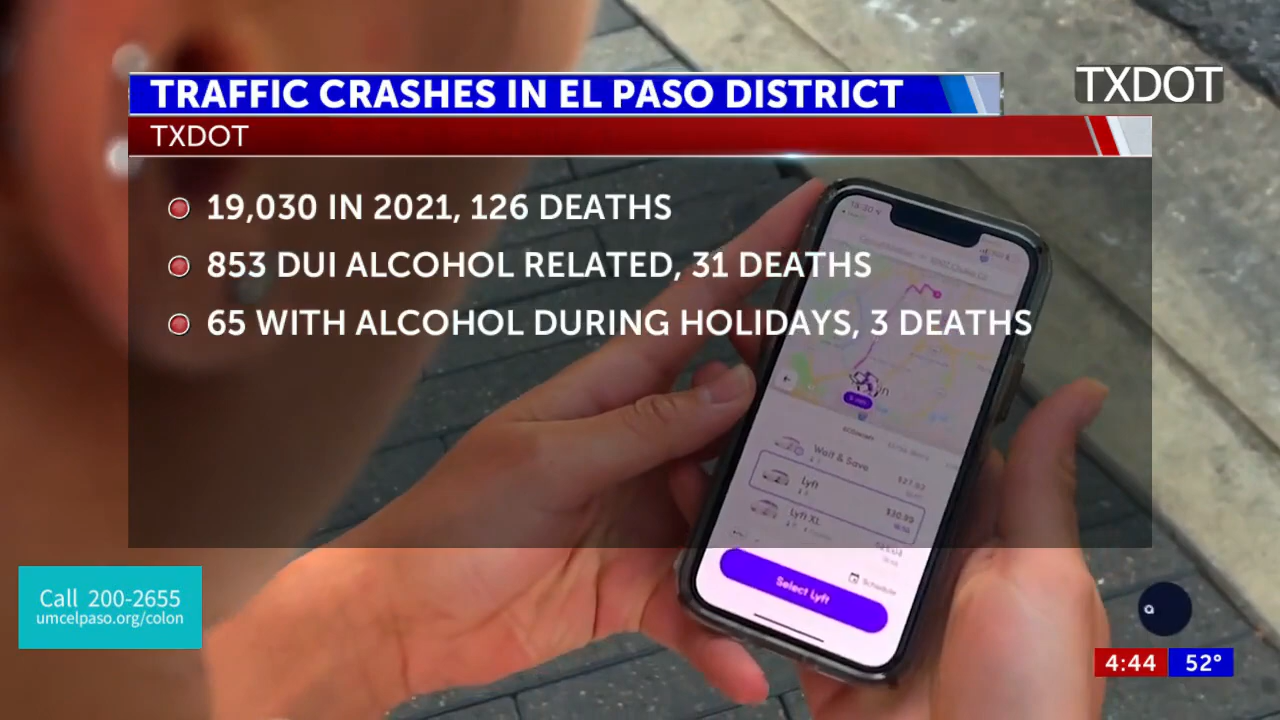 TRAFFIC CRASHES IN EL PASO DISTRICT
TXDOT
TXDOT
19,030 IN 2021, 126 DEATHS
853 DUI ALCOHOL RELATED, 31 DEATHS
65 WITH ALCOHOL DURING HOLIDAYS, 3 DEATHS
Wait & Save
Lyft
Lyft XL
Schedule
Select Lyft
Call 200-2655
umcelpaso.org/colon
4:44 52°